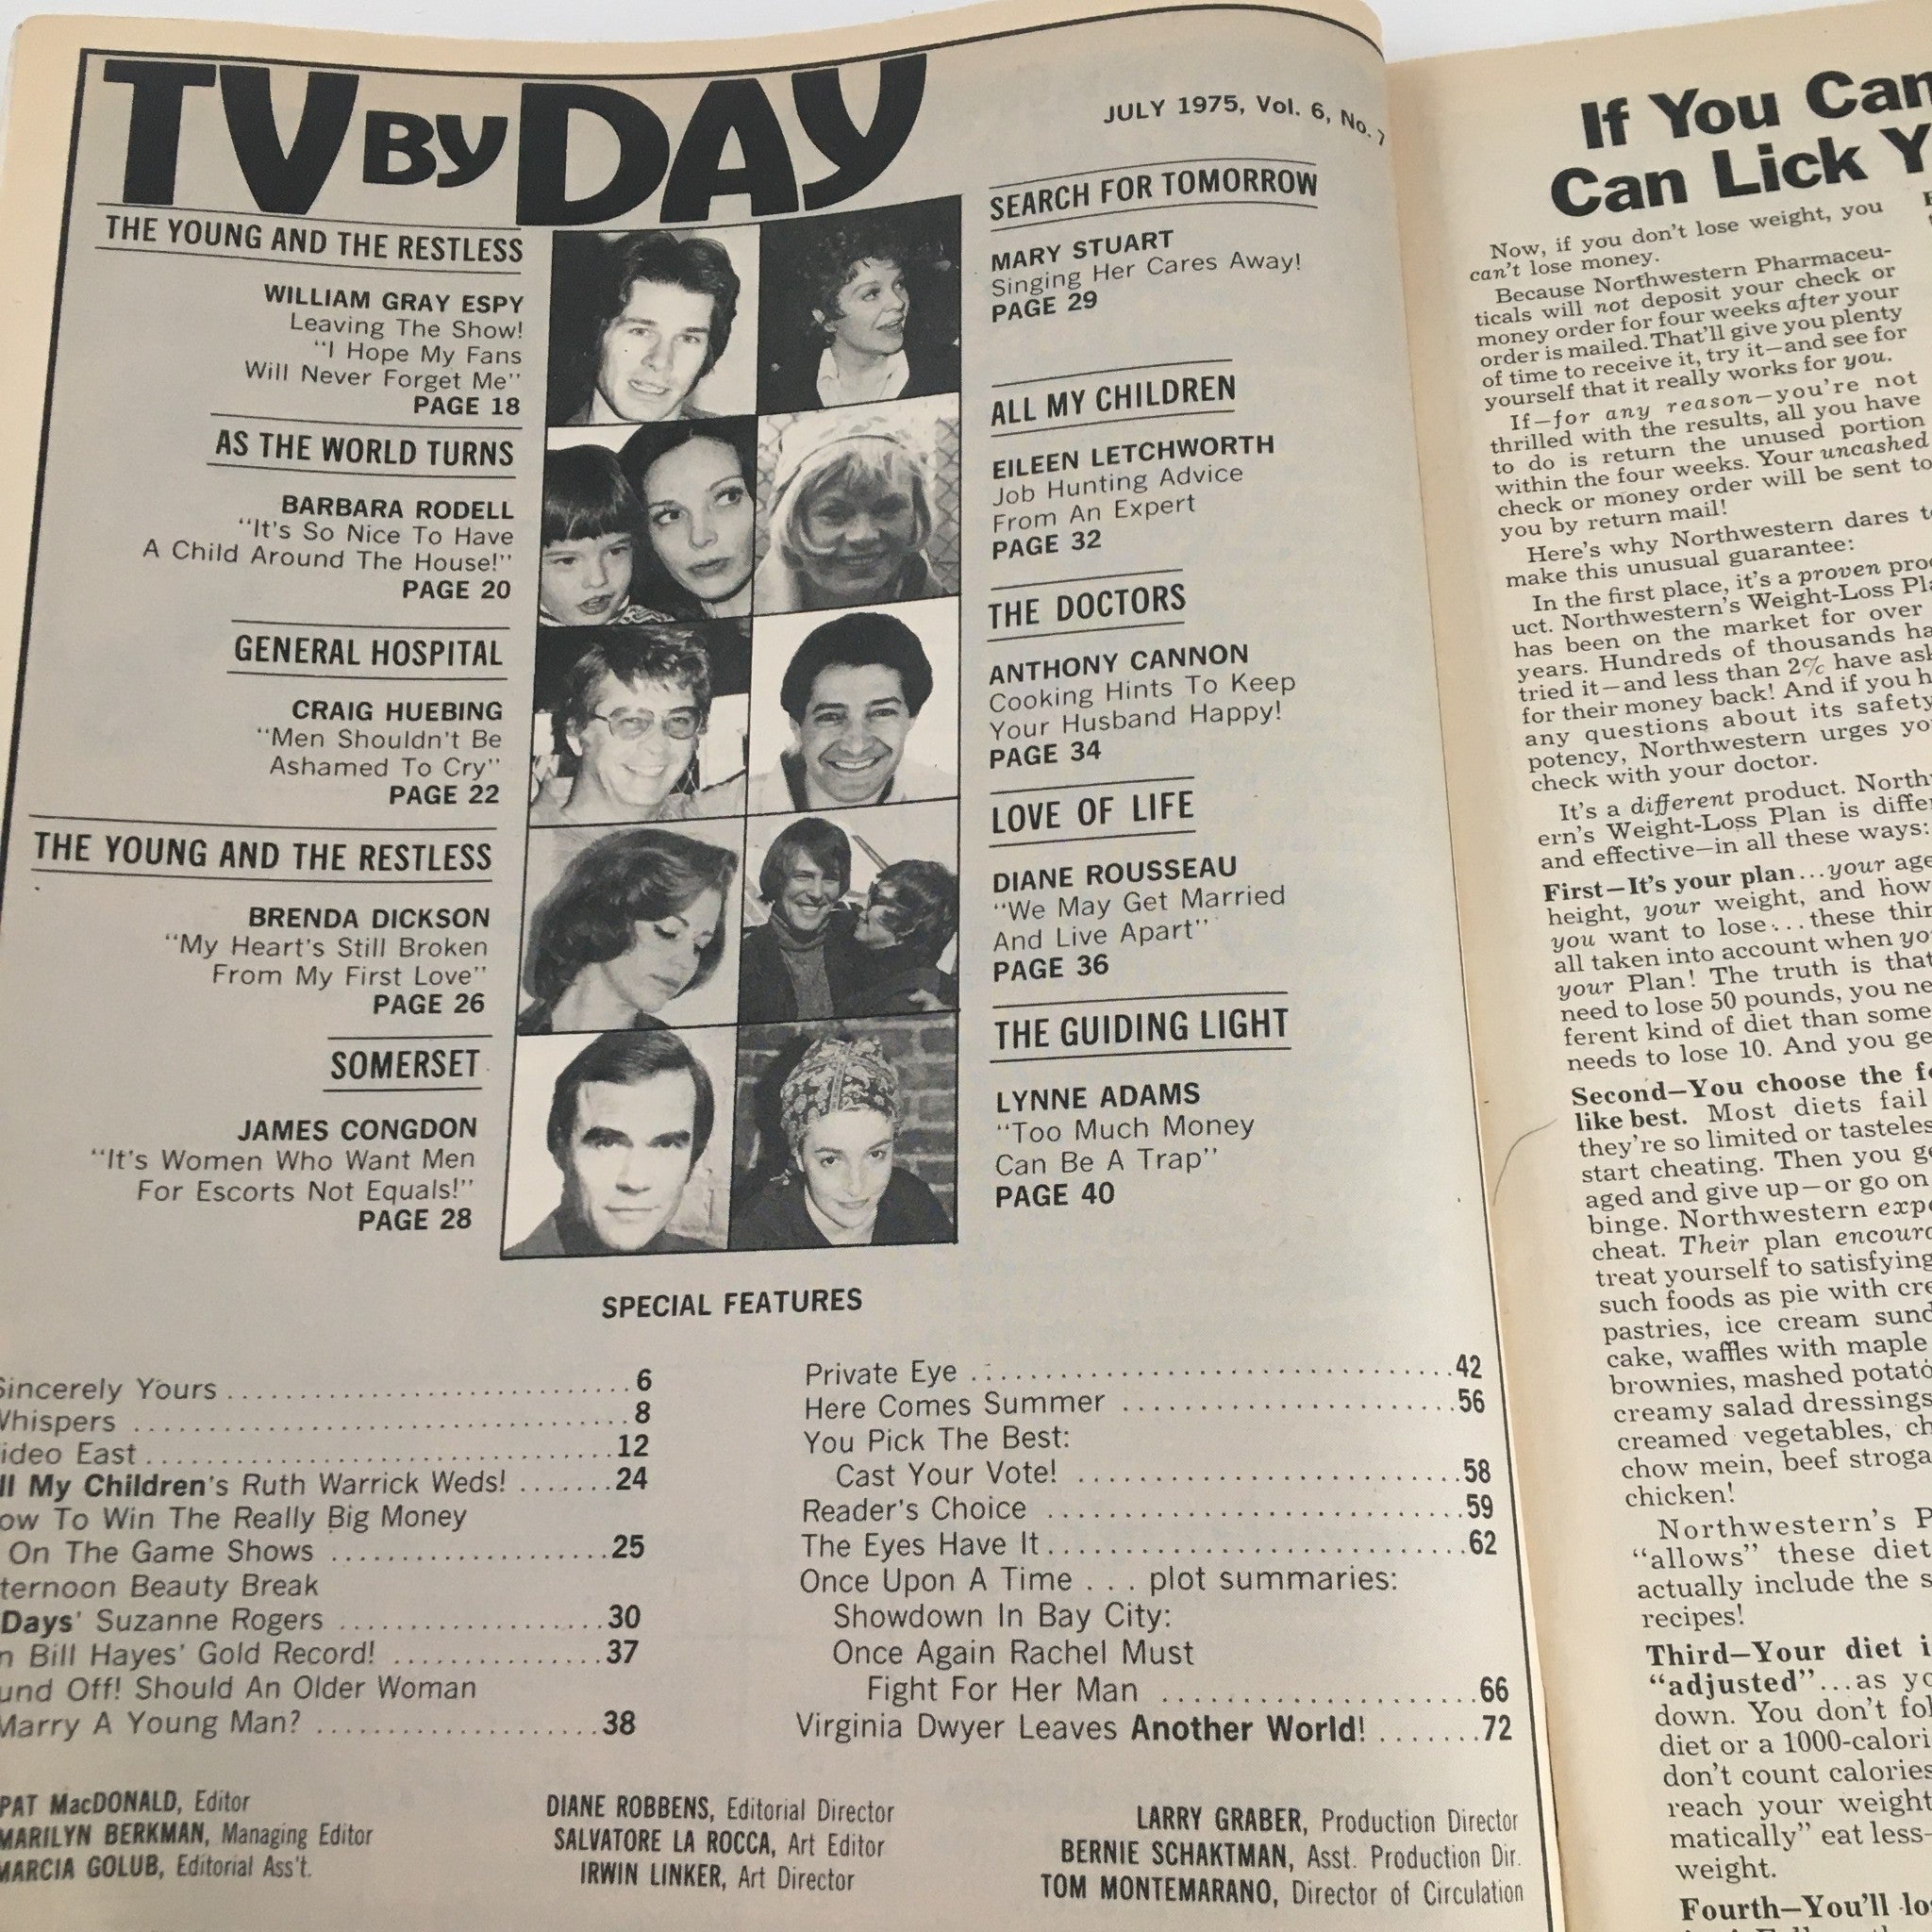 TV BY DAY
JULY 1975, Vol. 6, No. 7
THE YOUNG AND THE RESTLESS
WILLIAM GRAY ESPY
Leaving The Show!
"I Hope My Fans
Will Never Forget Me"
PAGE 18
AS THE WORLD TURNS
BARBARA RODELL
"It's So Nice To Have
A Child Around The House!"
PAGE 20
GENERAL HOSPITAL
CRAIG HUEBING
"Men Shouldn't Be
Ashamed To Cry"
PAGE 22
THE YOUNG AND THE RESTLESS
BRENDA DICKSON
"My Heart's Still Broken
From My First Love"
PAGE 26
SOMERSET
JAMES CONGDON
"It's Women Who Want Men
For Escorts Not Equals!"
PAGE 28
SEARCH FOR TOMORROW
MARY STUART
Singing Her Cares Away!
PAGE 29
ALL MY CHILDREN
EILEEN LETCHWORTH
Job Hunting Advice
From An Expert
PAGE 32
THE DOCTORS
ANTHONY CANNON
Cooking Hints To Keep
Your Husband Happy!
PAGE 34
LOVE OF LIFE
DIANE ROUSSEAU
"We May Get Married
And Live Apart"
PAGE 36
THE GUIDING LIGHT
LYNNE ADAMS
"Too Much Money
Can Be A Trap"
PAGE 40
SPECIAL FEATURES
Sincerely Yours ........ 6
Whispers ........ 8
ideo East ........ 12
ll My Children's Ruth Warrick Weds! ....... 24
ow To Win The Really Big Money
On The Game Shows ........ 25
ternoon Beauty Break
Days' Suzanne Rogers ........ 30
n Bill Hayes' Gold Record! ........ 37
und Off! Should An Older Woman
Marry A Young Man? ........ 38
Private Eye ........ 42
Here Comes Summer ........ 56
You Pick The Best:
Cast Your Vote! ........ 58
Reader's Choice ........ 59
The Eyes Have It ........ 62
Once Upon A Time . . . plot summaries:
Showdown In Bay City:
Once Again Rachel Must
Fight For Her Man ........ 66
Virginia Dwyer Leaves Another World! ....... 72
PAT MacDONALD, Editor
MARILYN BERKMAN, Managing Editor
MARCIA GOLUB, Editorial Ass't.
DIANE ROBBENS, Editorial Director
SALVATORE LA ROCCA, Art Editor
IRWIN LINKER, Art Director
LARRY GRABER, Production Director
BERNIE SCHAKTMAN, Asst. Production Dir.
TOM MONTEMARANO, Director of Circulation
If You Can
Can Lick Y
Now, if you don't lose weight, you
can't lose money.
Because Northwestern Pharmaceu-
ticals will not deposit your check or
money order for four weeks after your
order is mailed. That'll give you plenty
of time to receive it, try it—and see for
yourself that it really works for you.
If—for any reason—you're not
thrilled with the results, all you have
to do is return the unused portion
within the four weeks. Your uncashed
check or money order will be sent to
you by return mail!
Here's why Northwestern dares to
make this unusual guarantee:
In the first place, it's a proven prod
uct. Northwestern's Weight-Loss Pla
has been on the market for over
years. Hundreds of thousands ha
tried it—and less than 2% have ask
for their money back! And if you h
any questions about its safety
potency, Northwestern urges yo
check with your doctor.
It's a different product. North
ern's Weight-Loss Plan is differ
and effective—in all these ways:
First—It's your plan...your age
height, your weight, and how
you want to lose...these thin
all taken into account when yo
your Plan! The truth is that
need to lose 50 pounds, you ne
ferent kind of diet than some
needs to lose 10. And you ge
Second—You choose the fo
like best. Most diets fail
they're so limited or tasteles
start cheating. Then you ge
aged and give up—or go on
binge. Northwestern expe
cheat. Their plan encour
treat yourself to satisfying
such foods as pie with cre
pastries, ice cream sund
cake, waffles with maple
brownies, mashed potato
creamy salad dressings
creamed vegetables, ch
chow mein, beef stroga
chicken!
Northwestern's P
"allows" these diet
actually include the s
recipes!
Third—Your diet i
"adjusted"...as yo
down. You don't fol
diet or a 1000-calori
don't count calories
reach your weight
matically" eat less-
weight.
Fourth—You'll lo